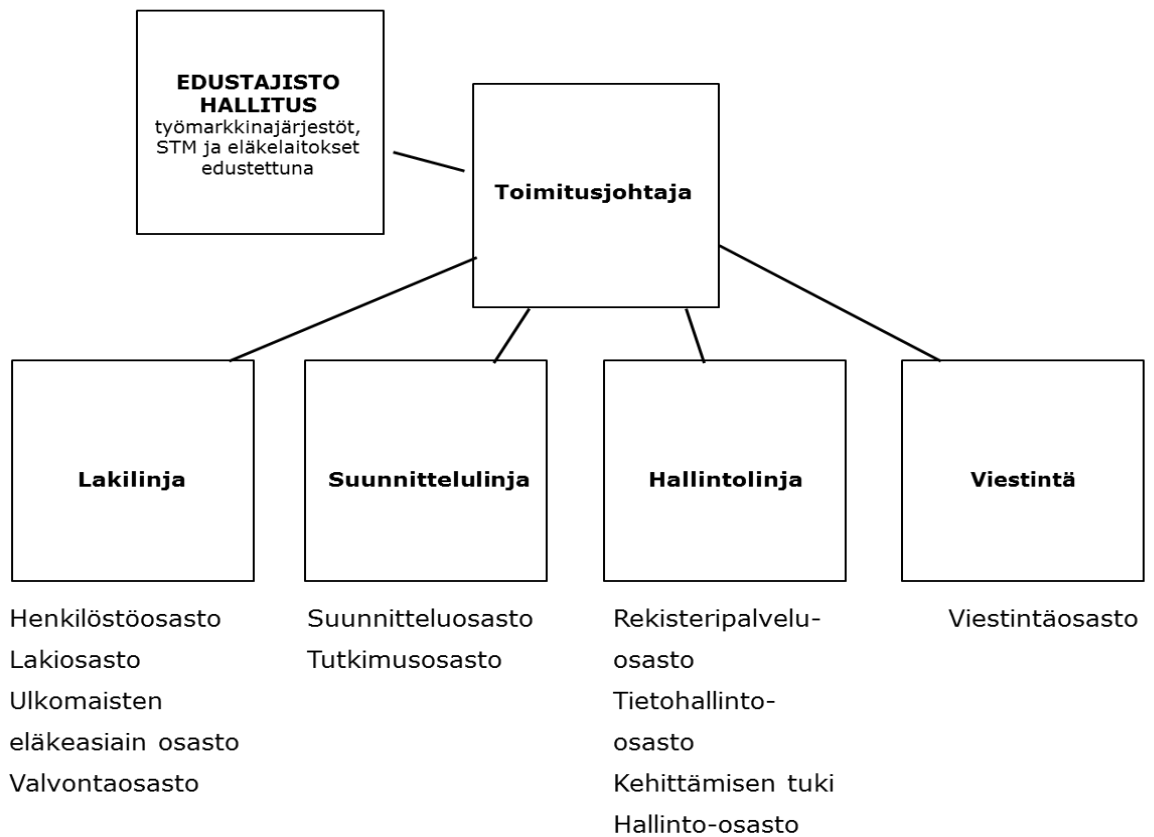 EDUSTAJISTO
HALLITUS
työmarkkinajärjestöt,
STM ja eläkelaitokset
edustettuna
Toimitusjohtaja
Lakilinja
Suunnittelulinja
Hallintolinja
Viestintä
Henkilöstöosasto
Lakiosasto
Ulkomaisten
eläkeasiain osasto
Valvontaosasto
Suunnitteluosasto
Tutkimusosasto
Rekisteripalvelu-
osasto
Tietohallinto-
osasto
Kehittämisen tuki
Hallinto-osasto
Viestintäosasto